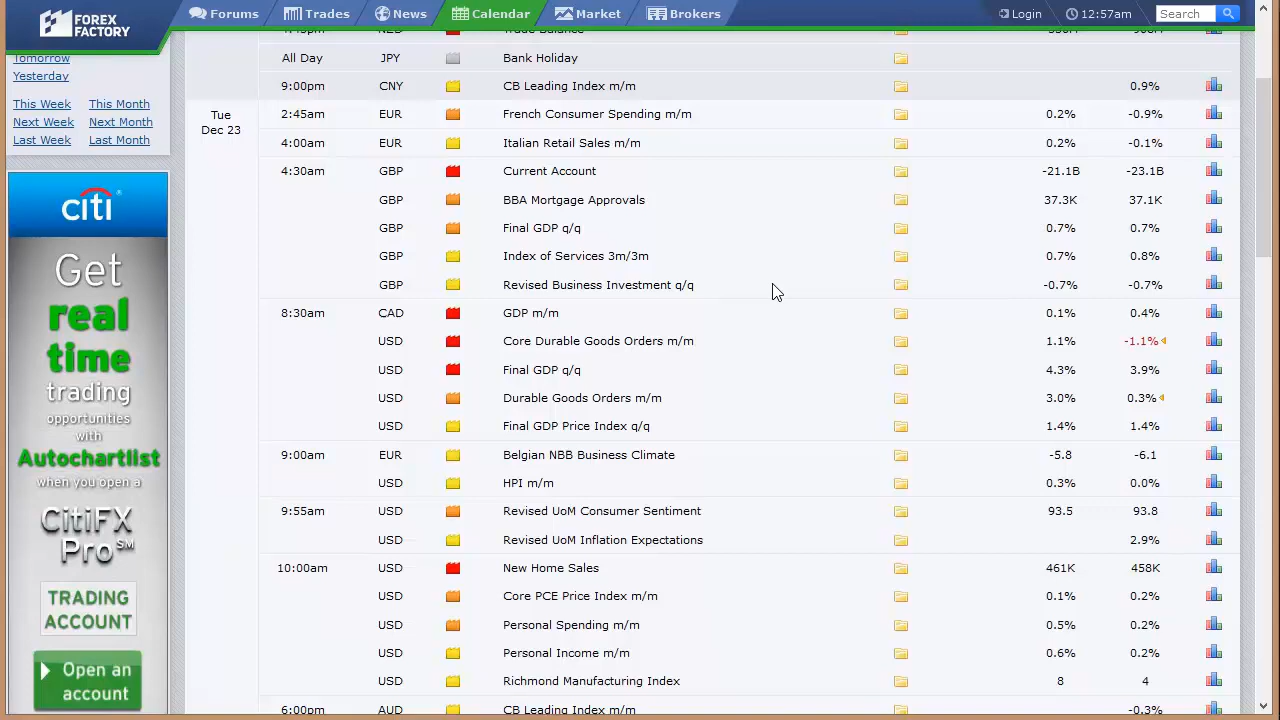 FOREX FACTORY
Forums Trades News Calendar Market Brokers Login 12:57am Search
Tomorrow
Yesterday
This Week This Month
Next Week Next Month
Last Week Last Month
citi
Get
real
time
trading
opportunities
with
Autochartlist
when you open a
CitiFX
Pro℠
TRADING
ACCOUNT
Open an
account
All Day JPY Bank Holiday
9:00pm CNY CB Leading Index m/m 0.9%
Tue Dec 23
2:45am EUR French Consumer Spending m/m 0.2% -0.9%
4:00am EUR Italian Retail Sales m/m 0.2% -0.1%
4:30am GBP Current Account -21.1B -23.1B
GBP BBA Mortgage Approvals 37.3K 37.1K
GBP Final GDP q/q 0.7% 0.7%
GBP Index of Services 3m/3m 0.7% 0.8%
GBP Revised Business Investment q/q -0.7% -0.7%
8:30am CAD GDP m/m 0.1% 0.4%
USD Core Durable Goods Orders m/m 1.1% -1.1%
USD Final GDP q/q 4.3% 3.9%
USD Durable Goods Orders m/m 3.0% 0.3%
USD Final GDP Price Index q/q 1.4% 1.4%
9:00am EUR Belgian NBB Business Climate -5.8 -6.1
USD HPI m/m 0.3% 0.0%
9:55am USD Revised UoM Consumer Sentiment 93.5 93.8
USD Revised UoM Inflation Expectations 2.9%
10:00am USD New Home Sales 461K 458K
USD Core PCE Price Index m/m 0.1% 0.2%
USD Personal Spending m/m 0.5% 0.2%
USD Personal Income m/m 0.6% 0.2%
USD Richmond Manufacturing Index 8 4
6:00pm AUD CB Leading Index m/m -0.3%